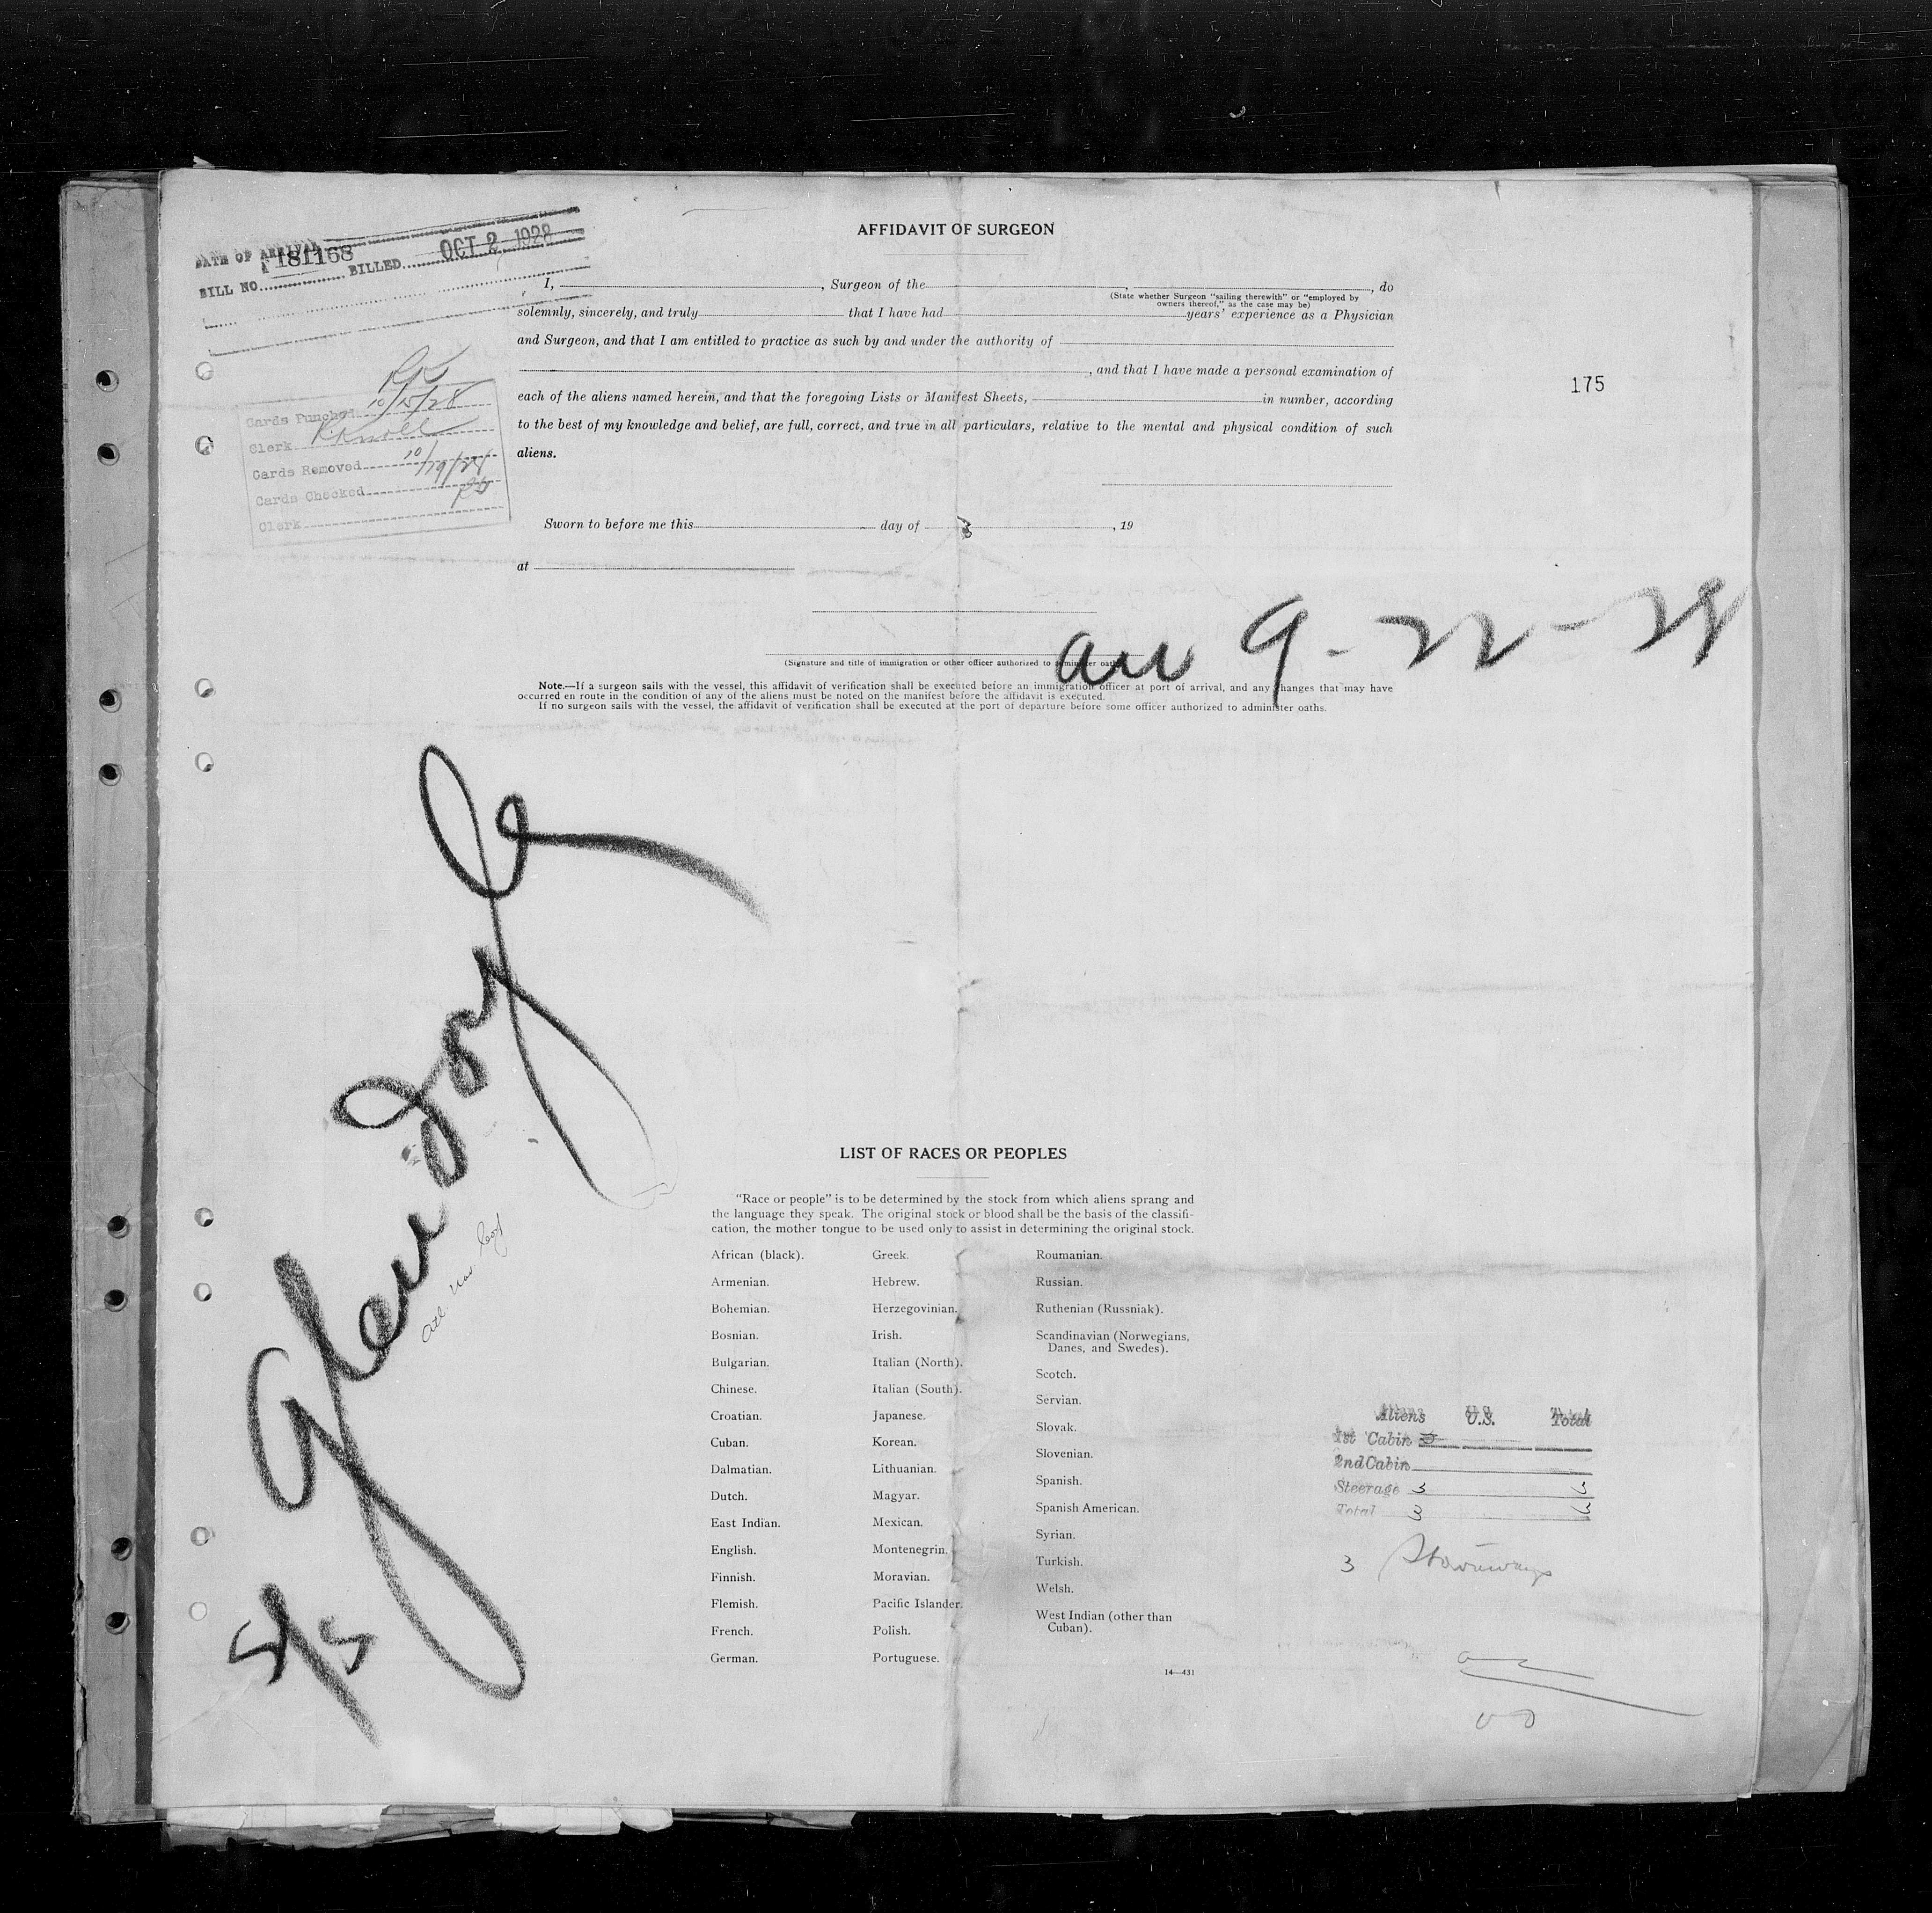 DATE OF ARRIVAL
181168
BILL NO. BILLED OCT 2 1928
AFFIDAVIT OF SURGEON
I, , Surgeon of the , , do
(State whether Surgeon "sailing therewith" or "employed by
owners thereof," as the case may be)
solemnly, sincerely, and truly that I have had years' experience as a Physician
and Surgeon, and that I am entitled to practice as such by and under the authority of
, and that I have made a personal examination of
each of the aliens named herein, and that the foregoing Lists or Manifest Sheets, in number, according
to the best of my knowledge and belief, are full, correct, and true in all particulars, relative to the mental and physical condition of such
aliens.
175
Cards Punched 10/15/28
Clerk
Cards Removed 10/19/28
Cards Checked
Clerk
Sworn to before me this day of , 19
at
arr 9-22-28
(Signature and title of immigration or other officer authorized to administer oaths)
Note.—If a surgeon sails with the vessel, this affidavit of verification shall be executed before an immigration officer at port of arrival, and any changes that may have
occurred en route in the condition of any of the aliens must be noted on the manifest before the affidavit is executed.
If no surgeon sails with the vessel, the affidavit of verification shall be executed at the port of departure before some officer authorized to administer oaths.
S/S Glendoyle
LIST OF RACES OR PEOPLES
"Race or people" is to be determined by the stock from which aliens sprang and
the language they speak. The original stock or blood shall be the basis of the classifi-
cation, the mother tongue to be used only to assist in determining the original stock.
African (black).
Armenian.
Bohemian.
Bosnian.
Bulgarian.
Chinese.
Croatian.
Cuban.
Dalmatian.
Dutch.
East Indian.
English.
Finnish.
Flemish.
French.
German.
Greek.
Hebrew.
Herzegovinian.
Irish.
Italian (North).
Italian (South).
Japanese.
Korean.
Lithuanian.
Magyar.
Mexican.
Montenegrin.
Moravian.
Pacific Islander.
Polish.
Portuguese.
Roumanian.
Russian.
Ruthenian (Russniak).
Scandinavian (Norwegians,
Danes, and Swedes).
Scotch.
Servian.
Slovak.
Slovenian.
Spanish.
Spanish American.
Syrian.
Turkish.
Welsh.
West Indian (other than
Cuban).
14—431
Aliens U.S. Total
1st Cabin
2nd Cabin
Steerage 3 3
Total 3 3
3 Stowaways